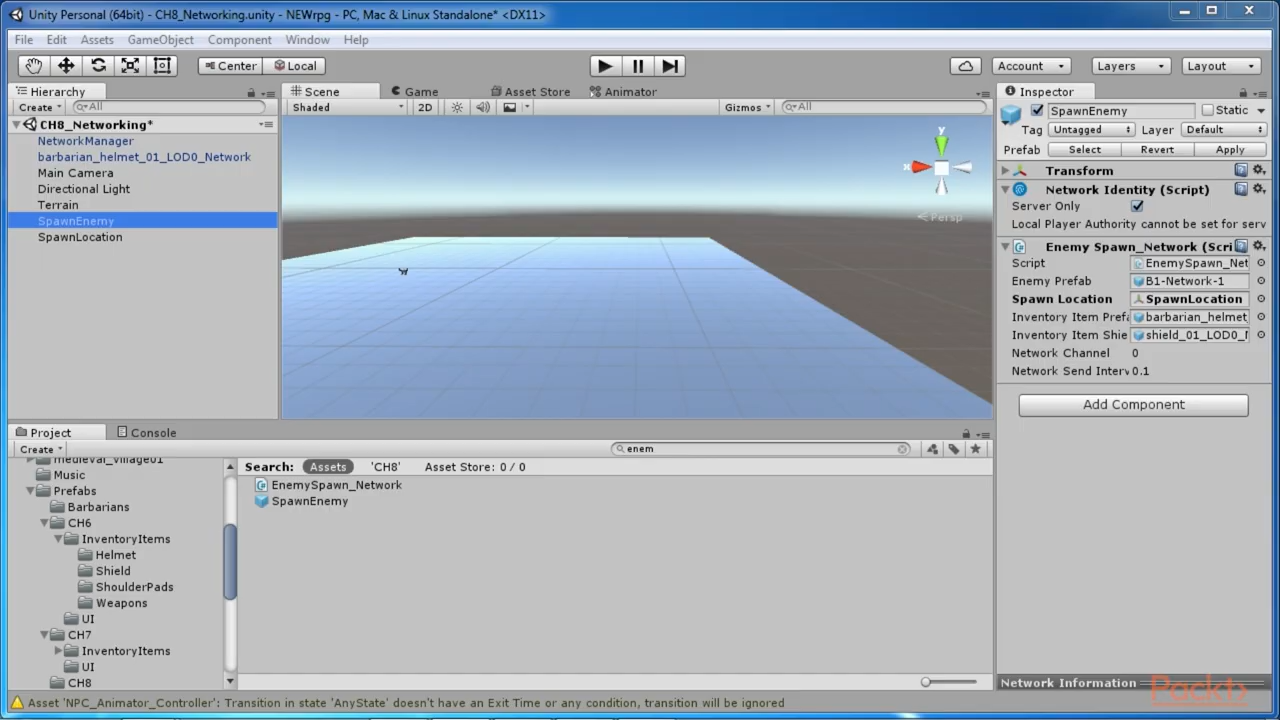 Unity Personal (64bit) - CH8_Networking.unity - NEWrpg - PC, Mac & Linux Standalone* <DX11>
File Edit Assets GameObject Component Window Help
Center Local Account Layers Layout
Hierarchy
Create All
CH8_Networking*
NetworkManager
barbarian_helmet_01_LOD0_Network
Main Camera
Directional Light
Terrain
SpawnEnemy
SpawnLocation
Scene Game Asset Store Animator
Shaded 2D Gizmos All
y
x
Persp
Inspector
SpawnEnemy Static
Tag Untagged Layer Default
Prefab Select Revert Apply
Transform
Network Identity (Script)
Server Only
Local Player Authority cannot be set for serv
Enemy Spawn_Network (Scri
Script EnemySpawn_Net
Enemy Prefab B1-Network-1
Spawn Location SpawnLocation
Inventory Item Prefa barbarian_helmet_
Inventory Item Shie shield_01_LOD0_
Network Channel 0
Network Send Interv 0.1
Add Component
Project Console
Create enem
medieval_village01
Music
Prefabs
Barbarians
CH6
InventoryItems
Helmet
Shield
ShoulderPads
Weapons
UI
CH7
InventoryItems
UI
CH8
Search: Assets 'CH8' Asset Store: 0 / 0
EnemySpawn_Network
SpawnEnemy
Network Information
Packt>
Asset 'NPC_Animator_Controller': Transition in state 'AnyState' doesn't have an Exit Time or any condition, transition will be ignored